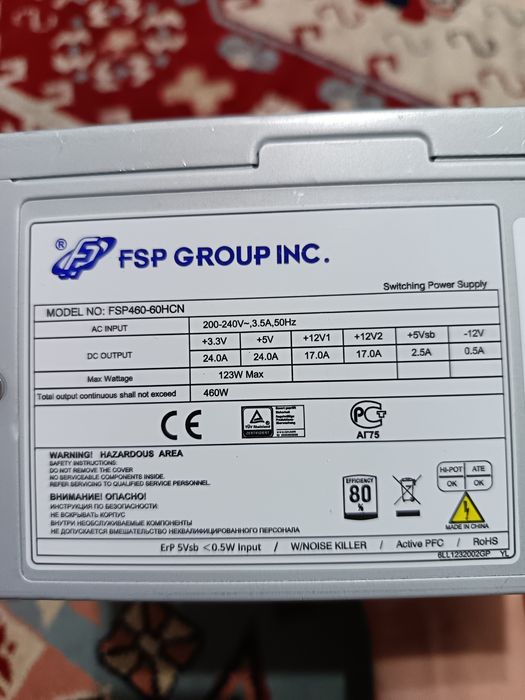 ® FSP GROUP INC.
Switching Power Supply
MODEL NO: FSP460-60HCN
AC INPUT 200-240V~,3.5A,50Hz
+3.3V +5V +12V1 +12V2 +5Vsb -12V
DC OUTPUT 24.0A 24.0A 17.0A 17.0A 2.5A 0.5A
Max Wattage 123W Max
Total output continuous shall not exceed 460W
CE
TÜV Rheinland
CERTIFIED
РСТ
АГ75
WARNING! HAZARDOUS AREA
SAFETY INSTRUCTIONS:
DO NOT REMOVE THE COVER
NO SERVICEABLE COMPONENTS INSIDE.
REFER SERVICING TO QUALIFIED SERVICE PERSONNEL.
ВНИМАНИЕ! ОПАСНО!
ИНСТРУКЦИЯ ПО БЕЗОПАСНОСТИ:
НЕ ВСКРЫВАТЬ КОРПУС
ВНУТРИ НЕОБСЛУЖИВАЕМЫЕ КОМПОНЕНТЫ
НЕ ДОПУСКАЕТСЯ ВМЕШАТЕЛЬСТВО НЕКВАЛИФИЦИРОВАННОГО ПЕРСОНАЛА
EFFICIENCY
80
%
HI-POT ATE
OK OK
MADE IN CHINA
ErP 5Vsb <0.5W Input / W/NOISE KILLER / Active PFC / RoHS
6LL1232002GP YL